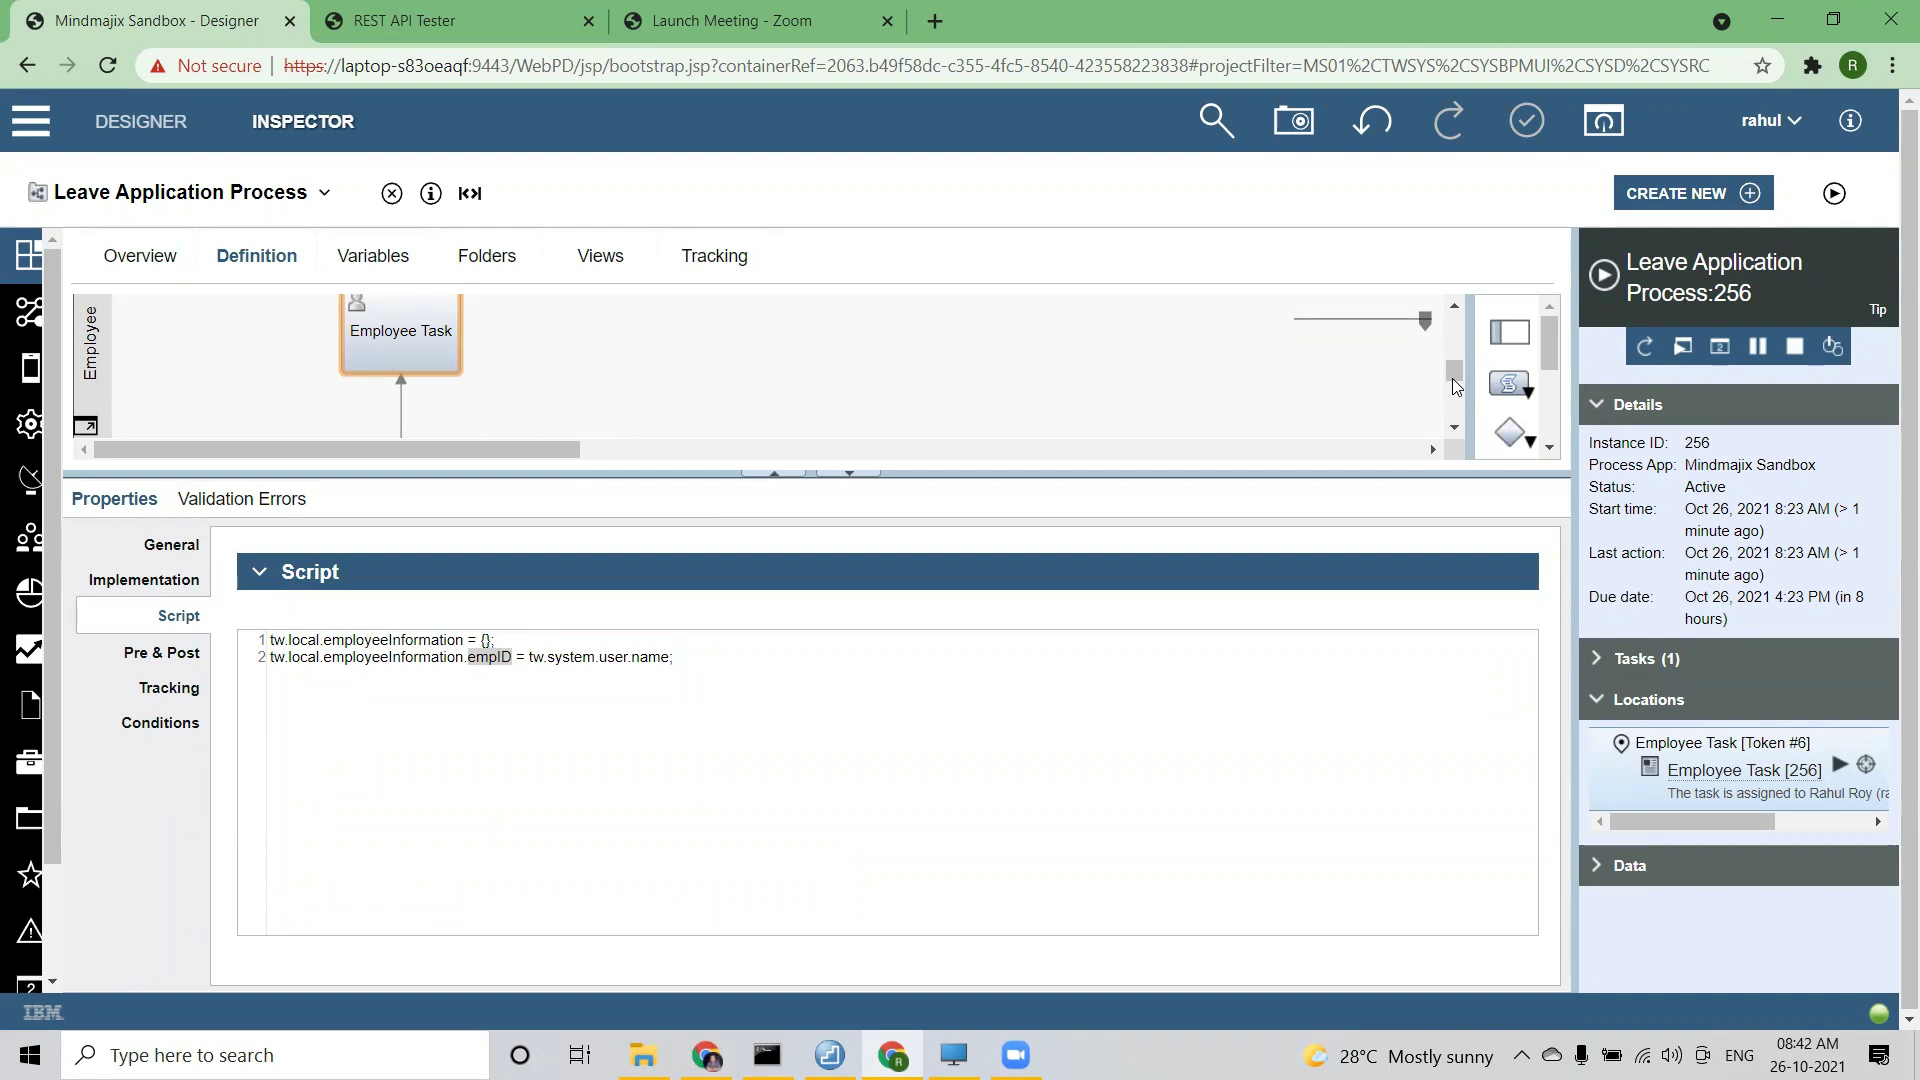 Mindmajix Sandbox - Designer
REST API Tester
Launch Meeting - Zoom
Not secure
https://laptop-s83oeaqf:9443/WebPD/jsp/bootstrap.jsp?containerRef=2063.b49f58dc-c355-4fc5-8540-423558223838#projectFilter=MS01%2CTWSYS%2CSYSBPMUI%2CSYSD%2CSYSRC
R
DESIGNER
INSPECTOR
rahul
Leave Application Process
CREATE NEW
Overview
Definition
Variables
Folders
Views
Tracking
Employee
Employee Task
Leave Application
Process:256
Tip
Details
Instance ID: 256
Process App: Mindmajix Sandbox
Status: Active
Start time: Oct 26, 2021 8:23 AM (> 1
minute ago)
Last action: Oct 26, 2021 8:23 AM (> 1
minute ago)
Due date: Oct 26, 2021 4:23 PM (in 8
hours)
Tasks (1)
Locations
Employee Task [Token #6]
Employee Task [256]
The task is assigned to Rahul Roy (ra
Data
Properties
Validation Errors
General
Implementation
Script
Pre & Post
Tracking
Conditions
Script
1 tw.local.employeeInformation = {};
2 tw.local.employeeInformation.empID = tw.system.user.name;
IBM
Type here to search
28°C Mostly sunny
ENG
08:42 AM
26-10-2021